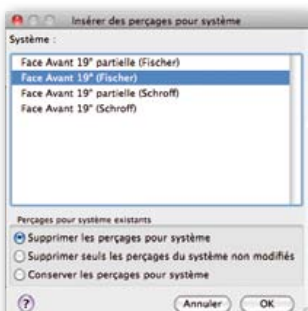 Insérer des perçages pour système
Système :
Face Avant 19" partielle (Fischer)
Face Avant 19" (Fischer)
Face Avant 19" partielle (Schroff)
Face Avant 19" (Schroff)
Perçages pour système existants
Supprimer les perçages pour système
Supprimer seuls les perçages du système non modifiés
Conserver les perçages pour système
?
Annuler
OK